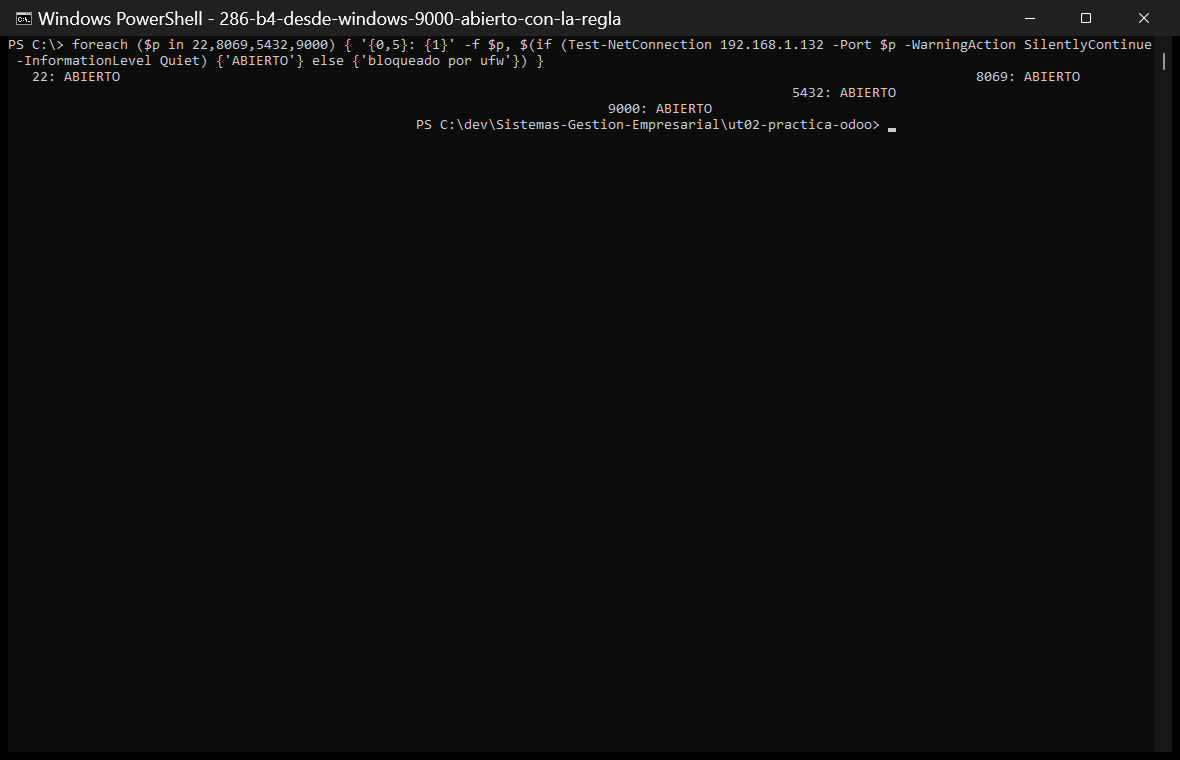 Windows PowerShell - 286-b4-desde-windows-9000-abierto-con-la-regla
PS C:\> foreach ($p in 22,8069,5432,9000) { '{0,5}: {1}' -f $p, $(if (Test-NetConnection 192.168.1.132 -Port $p -WarningAction SilentlyContinue
-InformationLevel Quiet) {'ABIERTO'} else {'bloqueado por ufw'}) }
22: ABIERTO 8069: ABIERTO
5432: ABIERTO
9000: ABIERTO
PS C:\dev\Sistemas-Gestion-Empresarial\ut02-practica-odoo>